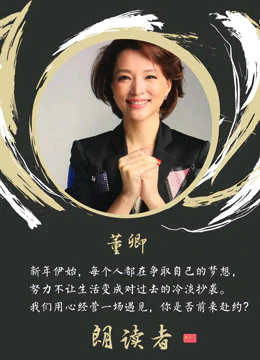 董卿
新年伊始，每个人都在争取自己的梦想，
努力不让生活变成对过去的冷淡抄袭。
我们用心经营一场遇见，你是否前来赴约？
朗读者